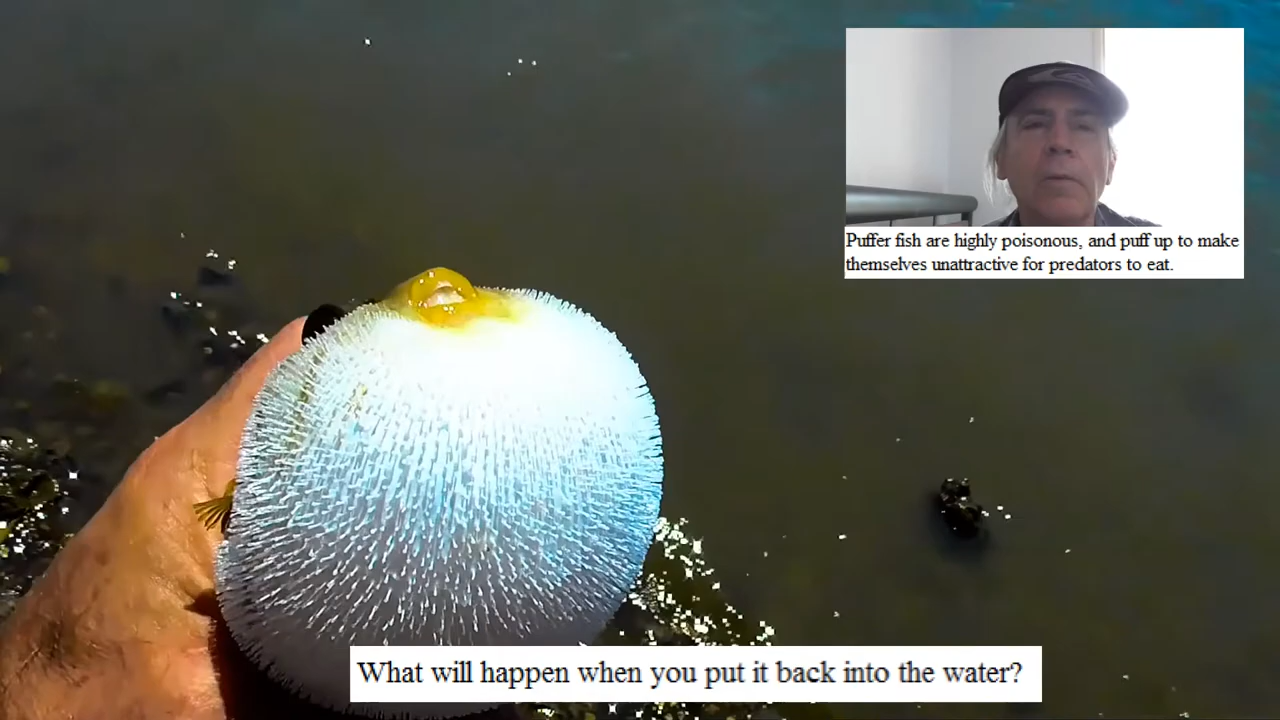 Puffer fish are highly poisonous, and puff up to make
themselves unattractive for predators to eat.
What will happen when you put it back into the water?